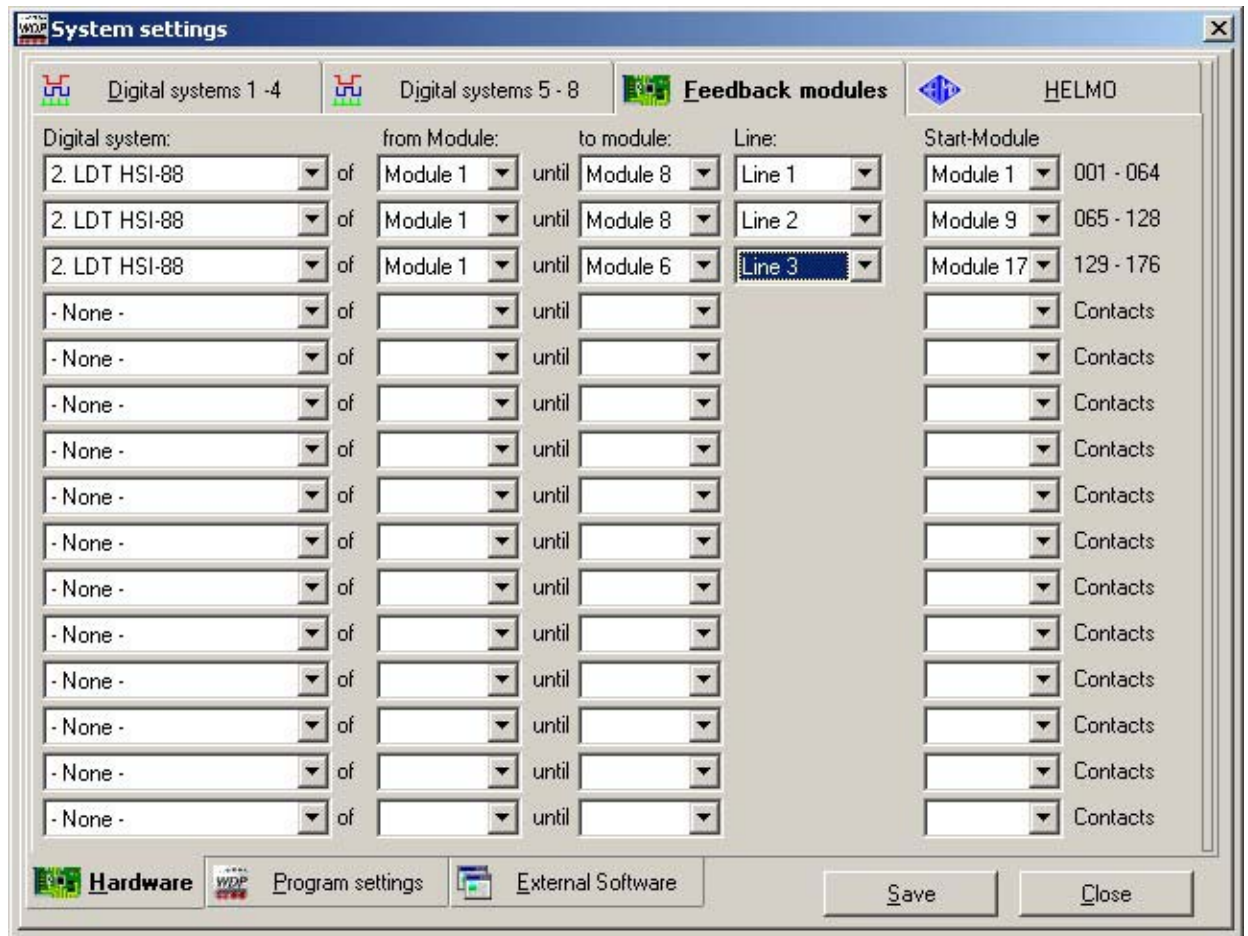 WDP System settings
Digital systems 1 -4 Digital systems 5 - 8 Feedback modules HELMO
Digital system: from Module: to module: Line: Start-Module
2. LDT HSI-88 of Module 1 until Module 8 Line 1 Module 1 001 - 064
2. LDT HSI-88 of Module 1 until Module 8 Line 2 Module 9 065 - 128
2. LDT HSI-88 of Module 1 until Module 6 Line 3 Module 17 129 - 176
- None - of until Contacts
- None - of until Contacts
- None - of until Contacts
- None - of until Contacts
- None - of until Contacts
- None - of until Contacts
- None - of until Contacts
- None - of until Contacts
- None - of until Contacts
- None - of until Contacts
- None - of until Contacts
- None - of until Contacts
Hardware WDP Program settings External Software Save Close